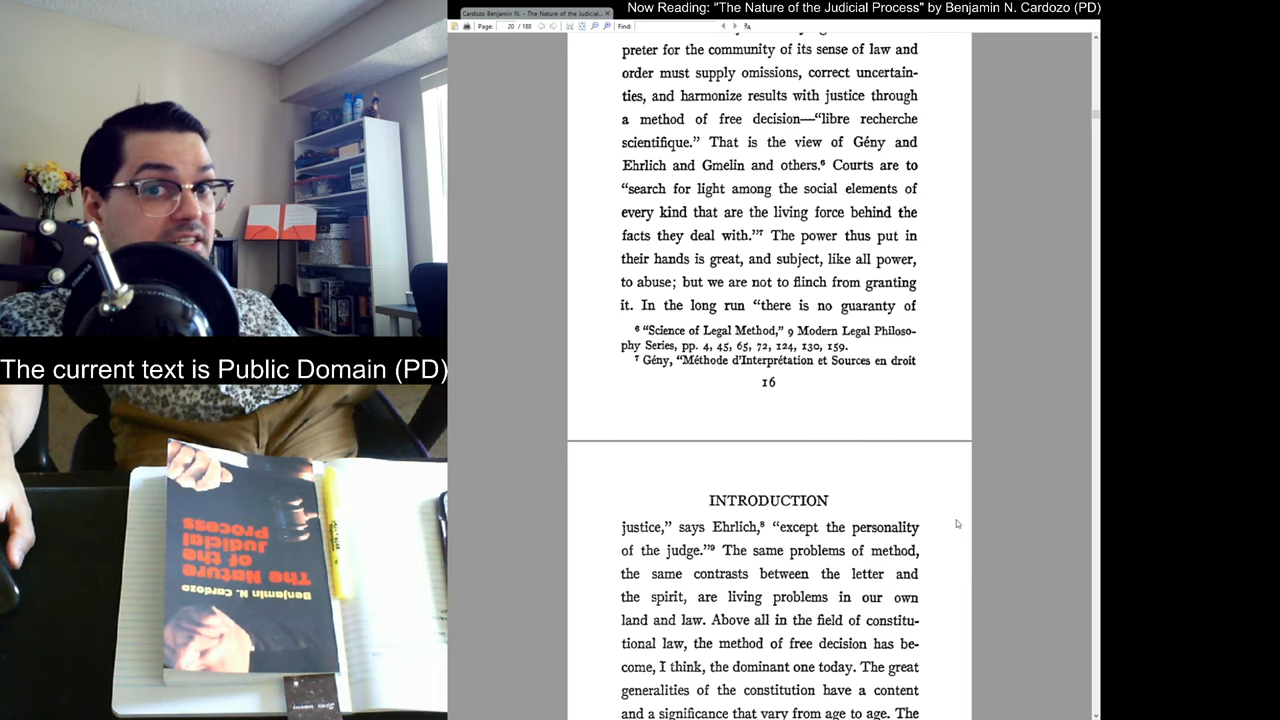 Now Reading: "The Nature of the Judicial Process" by Benjamin N. Cardozo (PD)
Cardozo Benjamin N. - The Nature of the Judicial...
Page: 20 / 188 Find:
preter for the community of its sense of law and
order must supply omissions, correct uncertain-
ties, and harmonize results with justice through
a method of free decision—“libre recherche
scientifique.” That is the view of Gény and
Ehrlich and Gmelin and others.⁶ Courts are to
“search for light among the social elements of
every kind that are the living force behind the
facts they deal with.”⁷ The power thus put in
their hands is great, and subject, like all power,
to abuse; but we are not to flinch from granting
it. In the long run “there is no guaranty of
⁶ “Science of Legal Method,” 9 Modern Legal Philoso-
phy Series, pp. 4, 45, 65, 72, 124, 130, 159.
⁷ Gény, “Méthode d’Interprétation et Sources en droit
16
INTRODUCTION
justice,” says Ehrlich,⁸ “except the personality
of the judge.”⁹ The same problems of method,
the same contrasts between the letter and
the spirit, are living problems in our own
land and law. Above all in the field of constitu-
tional law, the method of free decision has be-
come, I think, the dominant one today. The great
generalities of the constitution have a content
and a significance that vary from age to age. The
The current text is Public Domain (PD)
Benjamin N. Cardozo
The Nature
of the
Judicial
Process